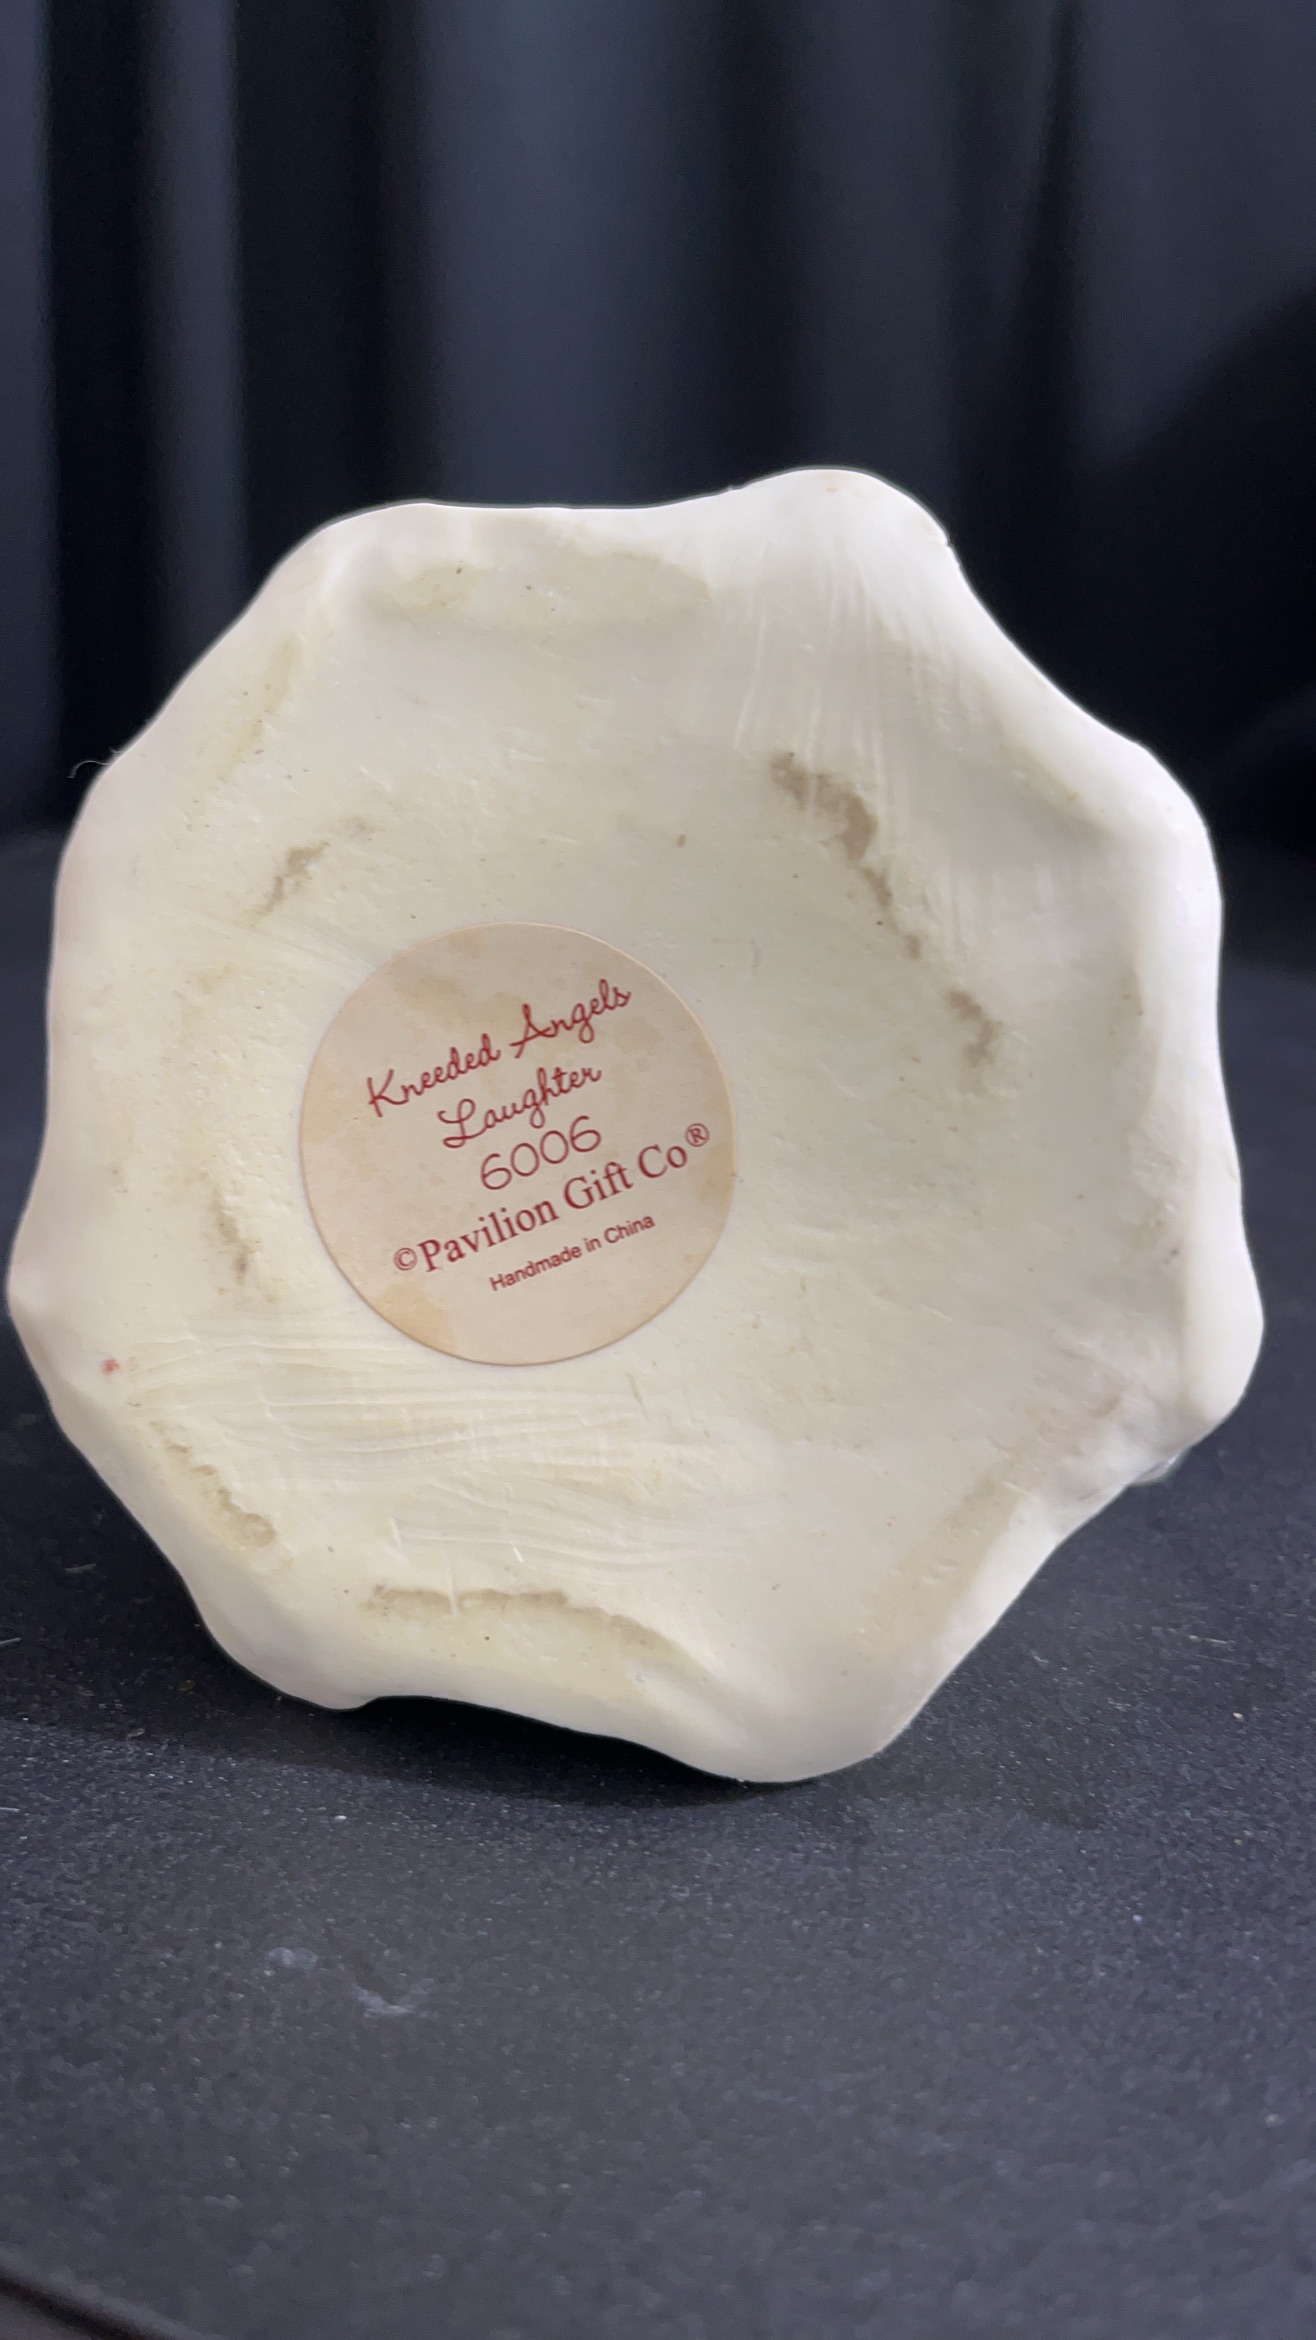 Kneeded Angels
Laughter
6006
©Pavilion Gift Co®
Handmade in China